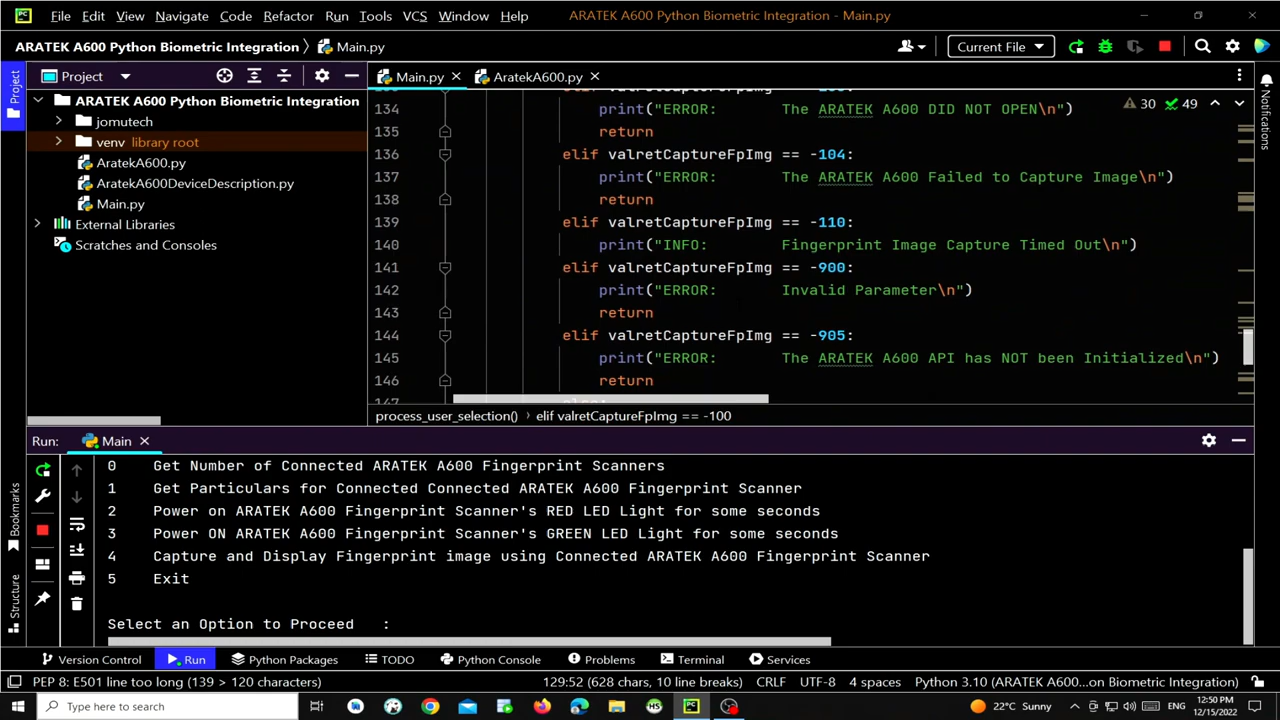 File Edit View Navigate Code Refactor Run Tools VCS Window Help ARATEK A600 Python Biometric Integration - Main.py
ARATEK A600 Python Biometric Integration Main.py Current File
Project
Main.py AratekA600.py
ARATEK A600 Python Biometric Integration
jomutech
venv library root
AratekA600.py
AratekA600DeviceDescription.py
Main.py
External Libraries
Scratches and Consoles
Project
Notifications
30 49
134 print("ERROR: The ARATEK A600 DID NOT OPEN\n")
135 return
136 elif valretCaptureFpImg == -104:
137 print("ERROR: The ARATEK A600 Failed to Capture Image\n")
138 return
139 elif valretCaptureFpImg == -110:
140 print("INFO: Fingerprint Image Capture Timed Out\n")
141 elif valretCaptureFpImg == -900:
142 print("ERROR: Invalid Parameter\n")
143 return
144 elif valretCaptureFpImg == -905:
145 print("ERROR: The ARATEK A600 API has NOT been Initialized\n")
146 return
process_user_selection() › elif valretCaptureFpImg == -100
Run: Main
0 Get Number of Connected ARATEK A600 Fingerprint Scanners
1 Get Particulars for Connected Connected ARATEK A600 Fingerprint Scanner
2 Power on ARATEK A600 Fingerprint Scanner's RED LED Light for some seconds
3 Power ON ARATEK A600 Fingerprint Scanner's GREEN LED Light for some seconds
4 Capture and Display Fingerprint image using Connected ARATEK A600 Fingerprint Scanner
5 Exit
Select an Option to Proceed :
Bookmarks
Structure
Version Control Run Python Packages TODO Python Console Problems Terminal Services
PEP 8: E501 line too long (139 > 120 characters) 129:52 (628 chars, 10 line breaks) CRLF UTF-8 4 spaces Python 3.10 (ARATEK A600...on Biometric Integration)
Type here to search
22°C Sunny
12:50 PM
12/15/2022